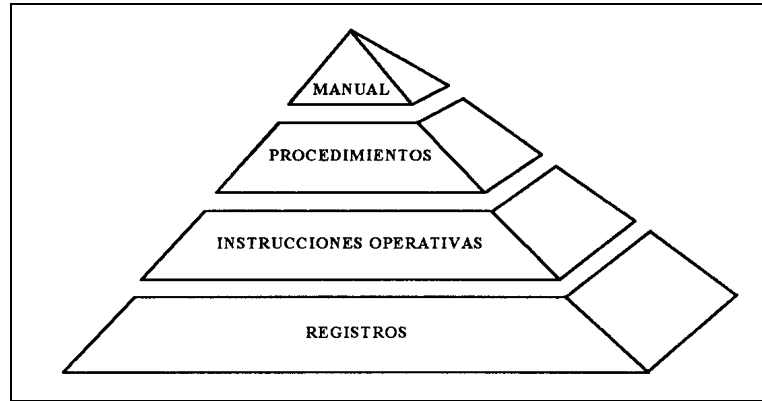 MANUAL
PROCEDIMIENTOS
INSTRUCCIONES OPERATIVAS
REGISTROS